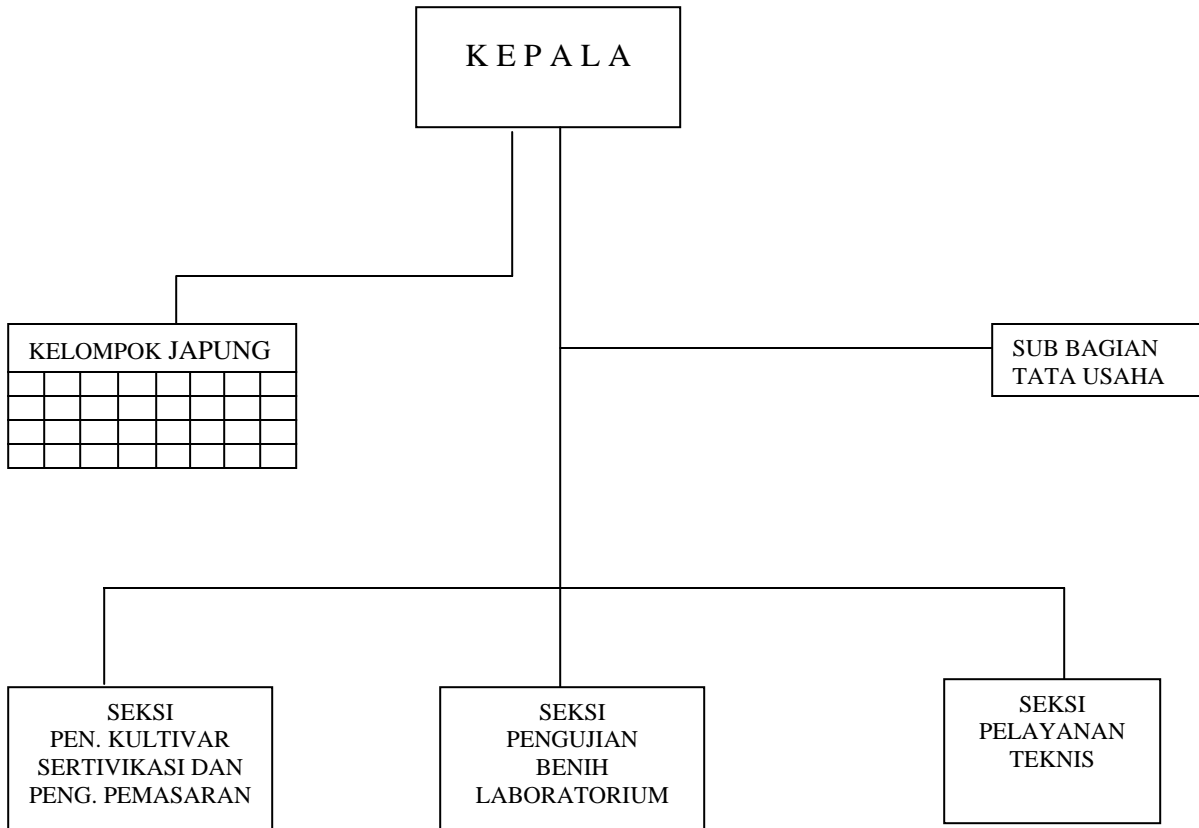 K E P A L A
KELOMPOK JAPUNG
SUB BAGIAN
TATA USAHA
SEKSI
PEN. KULTIVAR
SERTIVIKASI DAN
PENG. PEMASARAN
SEKSI
PENGUJIAN
BENIH
LABORATORIUM
SEKSI
PELAYANAN
TEKNIS